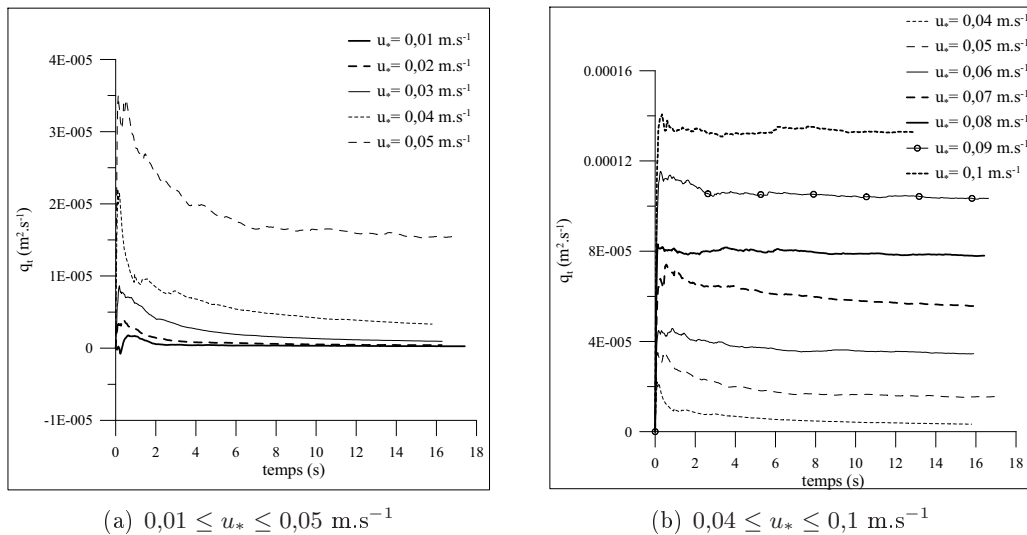 4E-005
3E-005
2E-005
1E-005
0
-1E-005
qt (m².s-1)
u*= 0,01 m.s-1
u*= 0,02 m.s-1
u*= 0,03 m.s-1
u*= 0,04 m.s-1
u*= 0,05 m.s-1
0 2 4 6 8 10 12 14 16 18
temps (s)
(a) 0,01 ≤ u* ≤ 0,05 m.s−1
0.00016
0.00012
8E-005
4E-005
0
qt (m².s-1)
u*= 0,04 m.s-1
u*= 0,05 m.s-1
u*= 0,06 m.s-1
u*= 0,07 m.s-1
u*= 0,08 m.s-1
u*= 0,09 m.s-1
u*= 0,1 m.s-1
0 2 4 6 8 10 12 14 16 18
temps (s)
(b) 0,04 ≤ u* ≤ 0,1 m.s−1